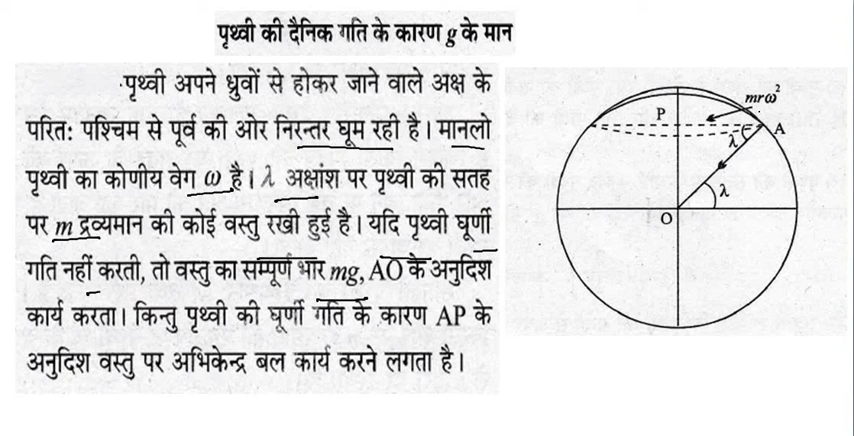 पृथ्वी की दैनिक गति के कारण g के मान
पृथ्वी अपने ध्रुवों से होकर जाने वाले अक्ष के
परितः पश्चिम से पूर्व की ओर निरन्तर घूम रही है। मानलो
पृथ्वी का कोणीय वेग ω है। λ अक्षांश पर पृथ्वी की सतह
पर m द्रव्यमान की कोई वस्तु रखी हुई है। यदि पृथ्वी घूर्णी
गति नहीं करती, तो वस्तु का सम्पूर्ण भार mg, AO के अनुदिश
कार्य करता। किन्तु पृथ्वी की घूर्णी गति के कारण AP के
अनुदिश वस्तु पर अभिकेन्द्र बल कार्य करने लगता है।
mrω²
P
A
λ
λ
O